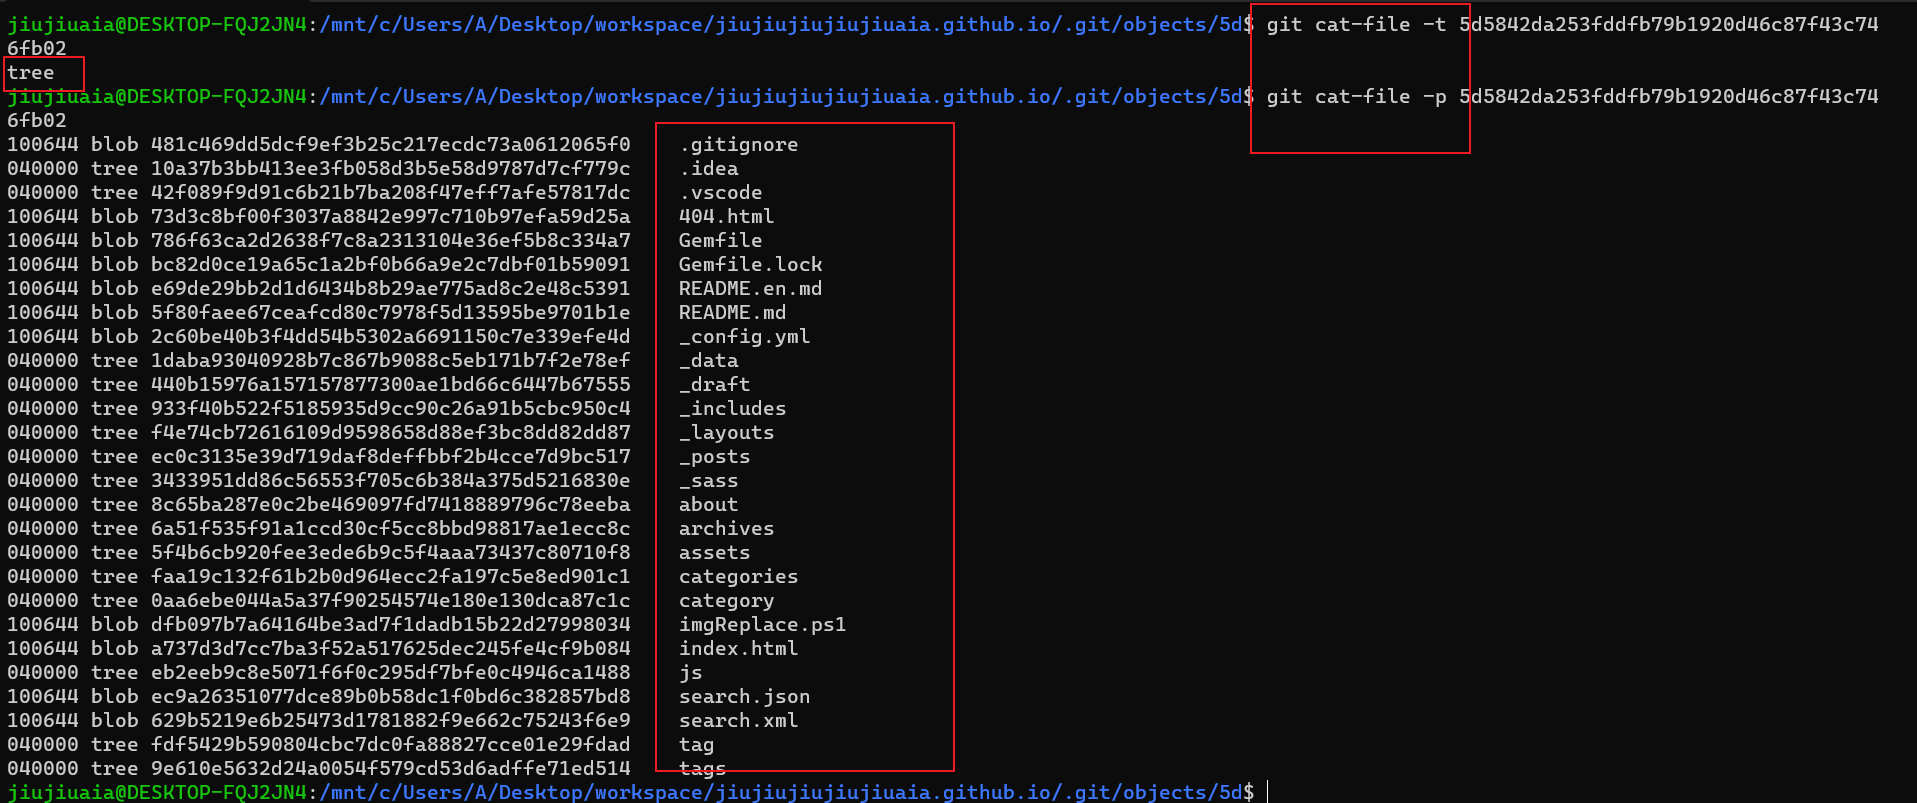 jiujiuaia@DESKTOP-FQJ2JN4:/mnt/c/Users/A/Desktop/workspace/jiujiujiujiujiuaia.github.io/.git/objects/5d$ git cat-file -t 5d5842da253fddfb79b1920d46c87f43c74
6fb02
tree
jiujiuaia@DESKTOP-FQJ2JN4:/mnt/c/Users/A/Desktop/workspace/jiujiujiujiujiuaia.github.io/.git/objects/5d$ git cat-file -p 5d5842da253fddfb79b1920d46c87f43c74
6fb02
100644 blob 481c469dd5dcf9ef3b25c217ecdc73a0612065f0    .gitignore
040000 tree 10a37b3bb413ee3fb058d3b5e58d9787d7cf779c    .idea
040000 tree 42f089f9d91c6b21b7ba208f47eff7afe57817dc    .vscode
100644 blob 73d3c8bf00f3037a8842e997c710b97efa59d25a    404.html
100644 blob 786f63ca2d2638f7c8a2313104e36ef5b8c334a7    Gemfile
100644 blob bc82d0ce19a65c1a2bf0b66a9e2c7dbf01b59091    Gemfile.lock
100644 blob e69de29bb2d1d6434b8b29ae775ad8c2e48c5391    README.en.md
100644 blob 5f80faee67ceafcd80c7978f5d13595be9701b1e    README.md
100644 blob 2c60be40b3f4dd54b5302a6691150c7e339efe4d    _config.yml
040000 tree 1daba93040928b7c867b9088c5eb171b7f2e78ef    _data
040000 tree 440b15976a157157877300ae1bd66c6447b67555    _draft
040000 tree 933f40b522f5185935d9cc90c26a91b5cbc950c4    _includes
040000 tree f4e74cb72616109d9598658d88ef3bc8dd82dd87    _layouts
040000 tree ec0c3135e39d719daf8deffbbf2b4cce7d9bc517    _posts
040000 tree 3433951dd86c56553f705c6b384a375d5216830e    _sass
040000 tree 8c65ba287e0c2be469097fd7418889796c78eeba    about
040000 tree 6a51f535f91a1ccd30cf5cc8bbd98817ae1ecc8c    archives
040000 tree 5f4b6cb920fee3ede6b9c5f4aaa73437c80710f8    assets
040000 tree faa19c132f61b2b0d964ecc2fa197c5e8ed901c1    categories
040000 tree 0aa6ebe044a5a37f90254574e180e130dca87c1c    category
100644 blob dfb097b7a64164be3ad7f1dadb15b22d27998034    imgReplace.ps1
100644 blob a737d3d7cc7ba3f52a517625dec245fe4cf9b084    index.html
040000 tree eb2eeb9c8e5071f6f0c295df7bfe0c4946ca1488    js
100644 blob ec9a26351077dce89b0b58dc1f0bd6c382857bd8    search.json
100644 blob 629b5219e6b25473d1781882f9e662c75243f6e9    search.xml
040000 tree fdf5429b590804cbc7dc0fa88827cce01e29fdad    tag
040000 tree 9e610e5632d24a0054f579cd53d6adffe71ed514    tags
jiujiuaia@DESKTOP-FQJ2JN4:/mnt/c/Users/A/Desktop/workspace/jiujiujiujiujiuaia.github.io/.git/objects/5d$